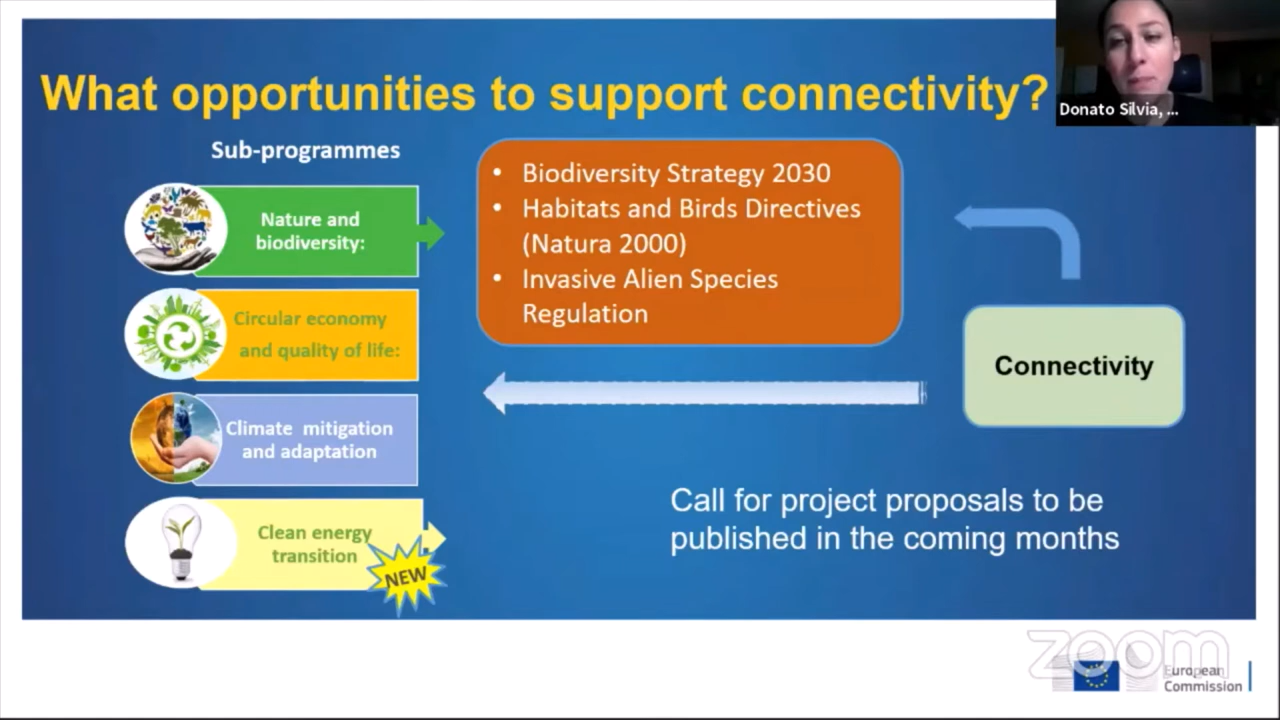 What opportunities to support connectivity?
Donato Silvia, ...
Sub-programmes
Nature and
biodiversity:
Circular economy
and quality of life:
Climate mitigation
and adaptation
Clean energy
transition
NEW
• Biodiversity Strategy 2030
• Habitats and Birds Directives
(Natura 2000)
• Invasive Alien Species
Regulation
Connectivity
Call for project proposals to be
published in the coming months
zoom
European
Commission